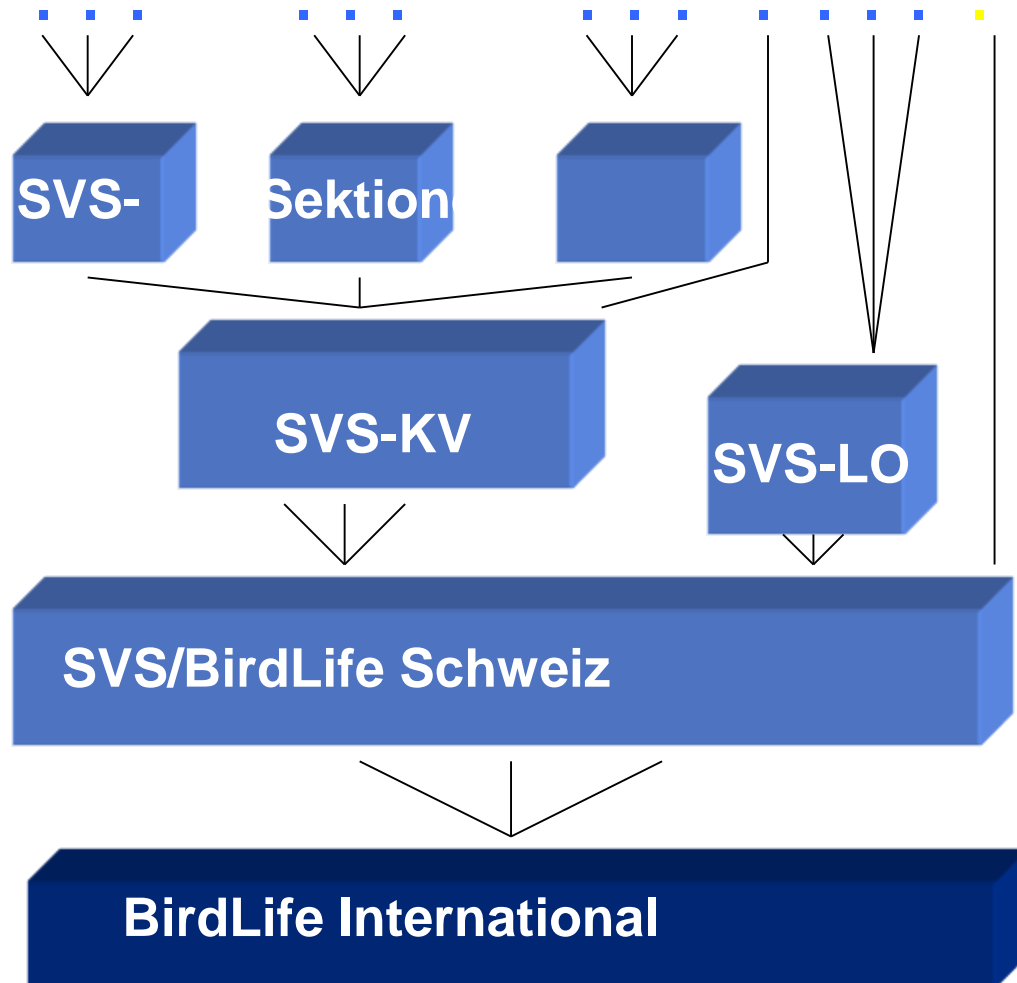 SVS- Sektion
SVS-KV
SVS-LO
SVS/BirdLife Schweiz
BirdLife International